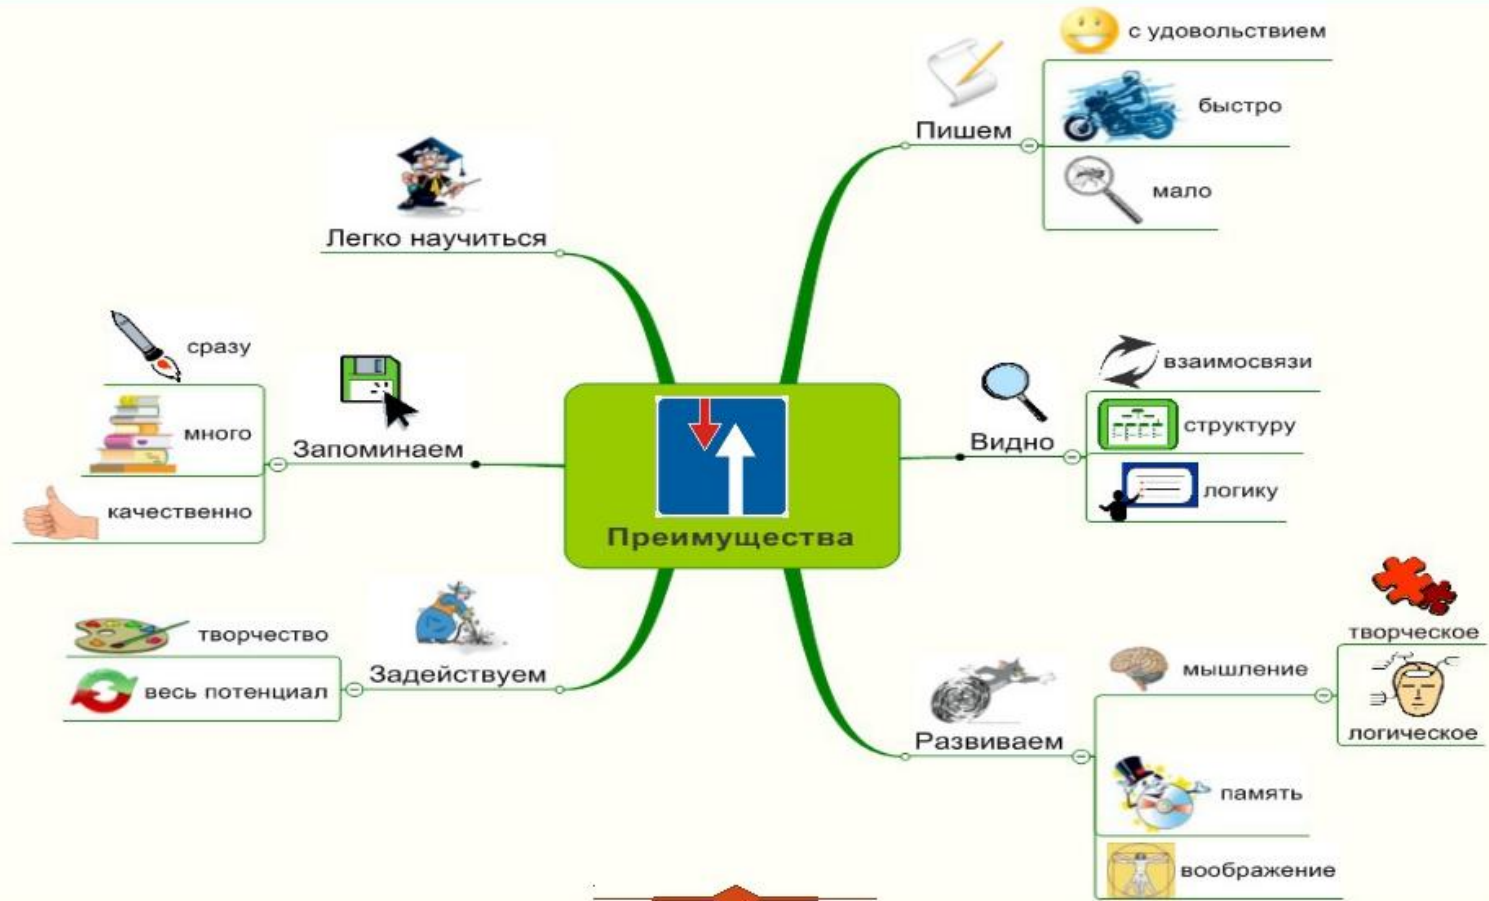 Преимущества
Пишем
с удовольствием
быстро
мало
Видно
взаимосвязи
структуру
логику
Развиваем
мышление
творческое
логическое
память
воображение
Легко научиться
Запоминаем
сразу
много
качественно
Задействуем
творчество
весь потенциал